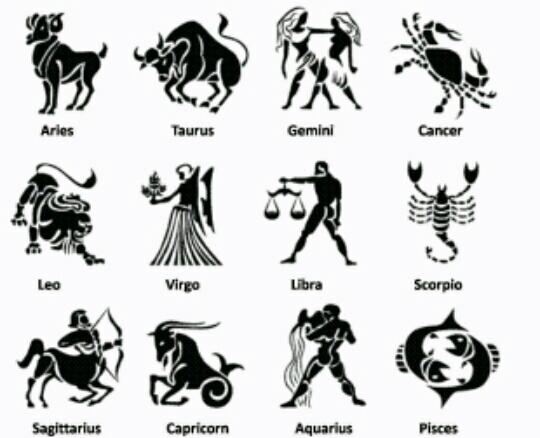 Aries Taurus Gemini Cancer
Leo Virgo Libra Scorpio
Sagittarius Capricorn Aquarius Pisces